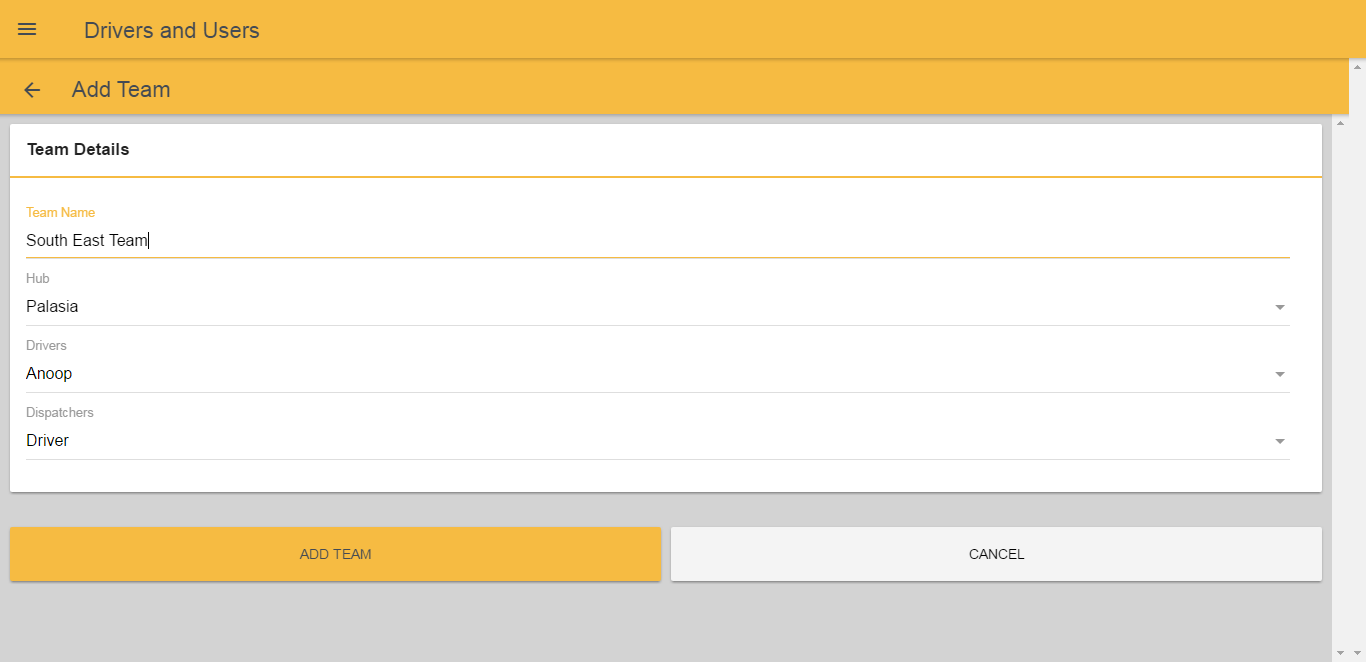 Drivers and Users
Add Team
Team Details
Team Name
South East Team
Hub
Palasia
Drivers
Anoop
Dispatchers
Driver
ADD TEAM
CANCEL